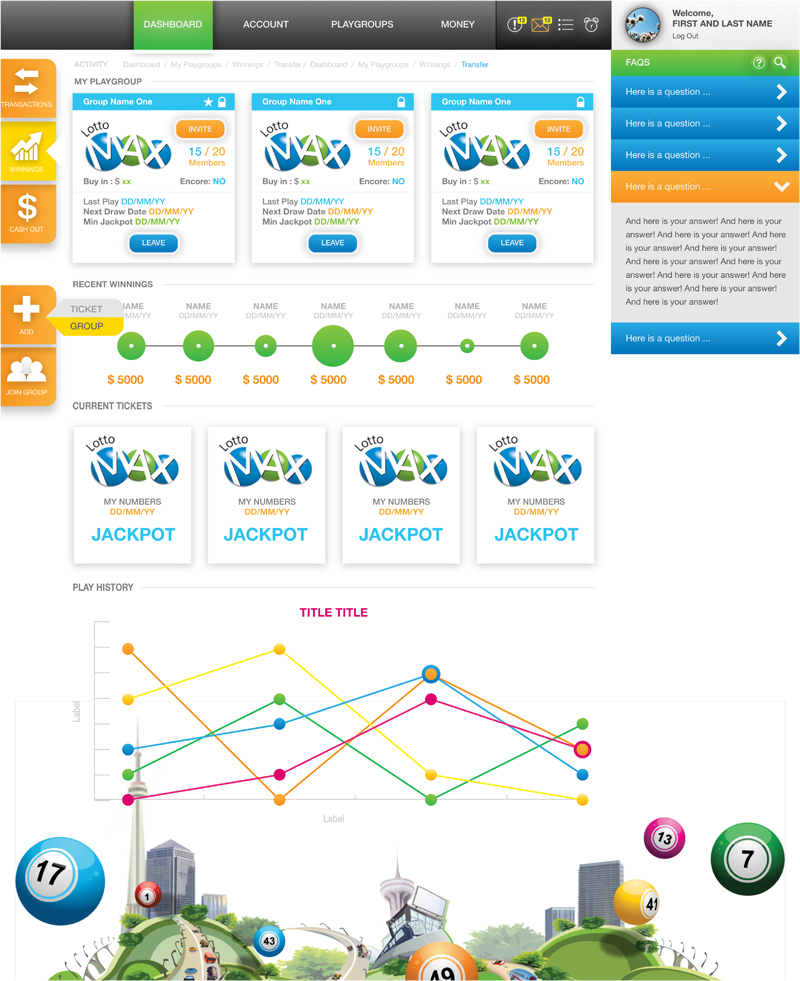 DASHBOARD
ACCOUNT
PLAYGROUPS
MONEY
12
12
Welcome,
FIRST AND LAST NAME
Log Out
ACTIVITY
Dashboard / My Playgroups / Winnings / Transfer / Dashboard / My Playgroups / Winnings / Transfer
TRANSACTIONS
WINNINGS
CASH OUT
ADD
TICKET
GROUP
JOIN GROUP
MY PLAYGROUP
Group Name One
Lotto
MAX
INVITE
15 / 20
Members
Buy in : $ xx
Encore: NO
Last Play DD/MM/YY
Next Draw Date DD/MM/YY
Min Jackpot DD/MM/YY
LEAVE
Group Name One
Lotto
MAX
INVITE
15 / 20
Members
Buy in : $ xx
Encore: NO
Last Play DD/MM/YY
Next Draw Date DD/MM/YY
Min Jackpot DD/MM/YY
LEAVE
Group Name One
Lotto
MAX
INVITE
15 / 20
Members
Buy in : $ xx
Encore: NO
Last Play DD/MM/YY
Next Draw Date DD/MM/YY
Min Jackpot DD/MM/YY
LEAVE
FAQS
?
Here is a question ...
Here is a question ...
Here is a question ...
Here is a question ...
And here is your answer! And here is your
answer! And here is your answer! And here
is your answer! And here is your answer!
And here is your answer! And here is your
answer! And here is your answer! And here
is your answer! And here is your answer!
And here is your answer!
Here is a question ...
RECENT WINNINGS
NAME NAME NAME NAME NAME NAME NAME
DD/MM/YY DD/MM/YY DD/MM/YY DD/MM/YY DD/MM/YY DD/MM/YY DD/MM/YY
$ 5000 $ 5000 $ 5000 $ 5000 $ 5000 $ 5000 $ 5000
CURRENT TICKETS
Lotto
MAX
MY NUMBERS
DD/MM/YY
JACKPOT
Lotto
MAX
MY NUMBERS
DD/MM/YY
JACKPOT
Lotto
MAX
MY NUMBERS
DD/MM/YY
JACKPOT
Lotto
MAX
MY NUMBERS
DD/MM/YY
JACKPOT
PLAY HISTORY
TITLE TITLE
Label
Label
17
1
43
49
41
13
7